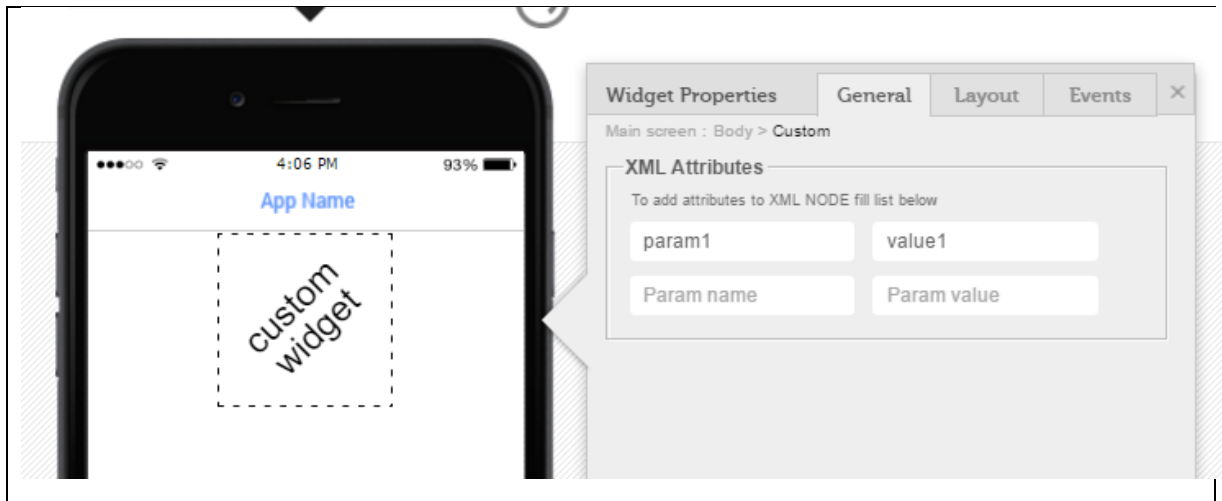 Widget Properties General Layout Events ×
Main screen : Body > Custom
XML Attributes
To add attributes to XML NODE fill list below
param1 value1
Param name Param value
4:06 PM 93%
App Name
custom
widget